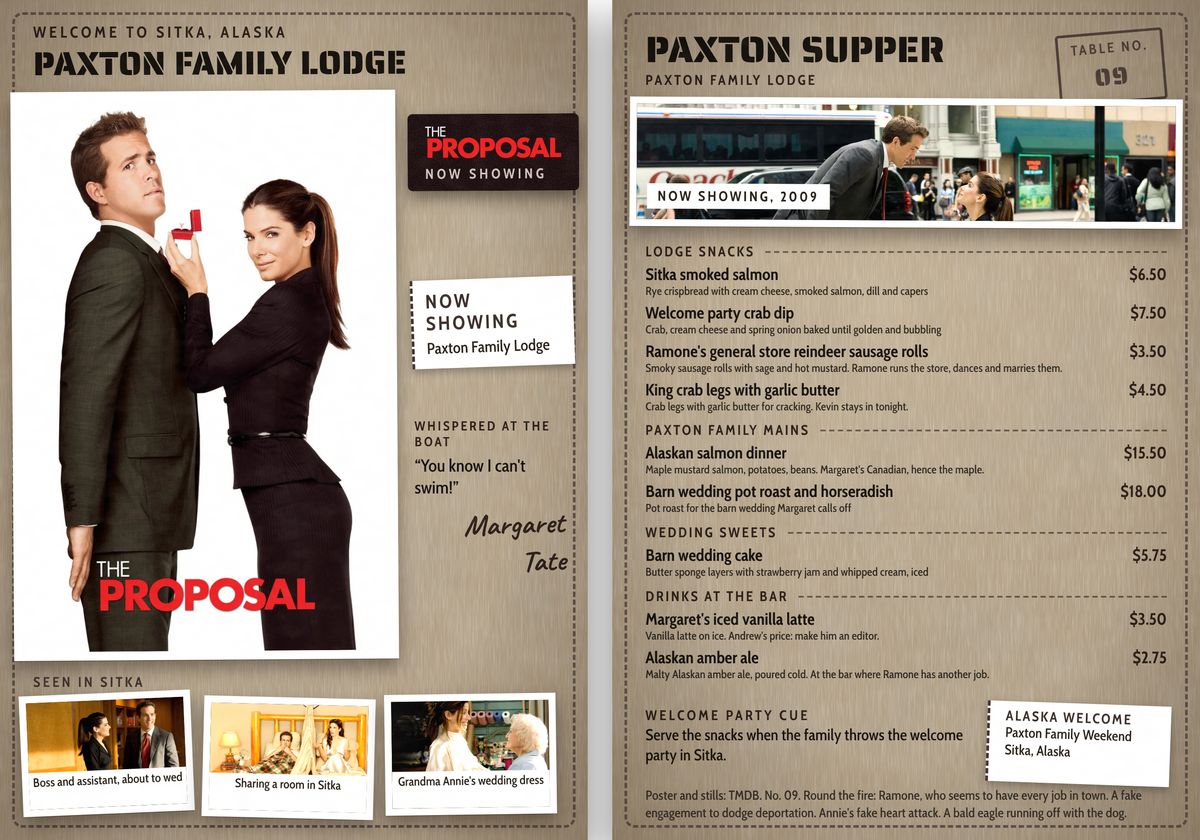 WELCOME TO SITKA, ALASKA
PAXTON FAMILY LODGE
THE
PROPOSAL
NOW SHOWING
NOW
SHOWING
Paxton Family Lodge
WHISPERED AT THE
BOAT
“You know I can't
swim!”
Margaret
Tate
THE
PROPOSAL
SEEN IN SITKA
Boss and assistant, about to wed
Sharing a room in Sitka
Grandma Annie's wedding dress
PAXTON SUPPER
PAXTON FAMILY LODGE
TABLE NO.
09
321
Coach
NOW SHOWING, 2009
LODGE SNACKS
Sitka smoked salmon $6.50
Rye crispbread with cream cheese, smoked salmon, dill and capers
Welcome party crab dip $7.50
Crab, cream cheese and spring onion baked until golden and bubbling
Ramone's general store reindeer sausage rolls $3.50
Smoky sausage rolls with sage and hot mustard. Ramone runs the store, dances and marries them.
King crab legs with garlic butter $4.50
Crab legs with garlic butter for cracking. Kevin stays in tonight.
PAXTON FAMILY MAINS
Alaskan salmon dinner $15.50
Maple mustard salmon, potatoes, beans. Margaret's Canadian, hence the maple.
Barn wedding pot roast and horseradish $18.00
Pot roast for the barn wedding Margaret calls off
WEDDING SWEETS
Barn wedding cake $5.75
Butter sponge layers with strawberry jam and whipped cream, iced
DRINKS AT THE BAR
Margaret's iced vanilla latte $3.50
Vanilla latte on ice. Andrew's price: make him an editor.
Alaskan amber ale $2.75
Malty Alaskan amber ale, poured cold. At the bar where Ramone has another job.
WELCOME PARTY CUE
Serve the snacks when the family throws the welcome
party in Sitka.
ALASKA WELCOME
Paxton Family Weekend
Sitka, Alaska
Poster and stills: TMDB. No. 09. Round the fire: Ramone, who seems to have every job in town. A fake
engagement to dodge deportation. Annie's fake heart attack. A bald eagle running off with the dog.